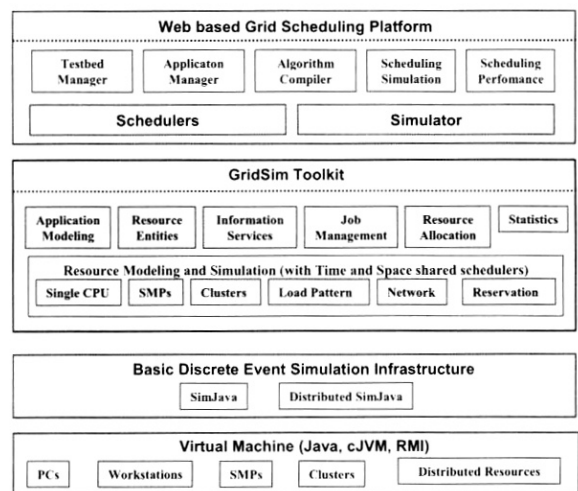 Web based Grid Scheduling Platform
Testbed Applicaton Algorithm Scheduling Scheduling
Manager Manager Compiler Simulation Perfomance
Schedulers Simulator
GridSim Toolkit
Application Resource Information Job Resource Statistics
Modeling Entities Services Management Allocation
Resource Modeling and Simulation (with Time and Space shared schedulers)
Single CPU SMPs Clusters Load Pattern Network Reservation
Basic Discrete Event Simulation Infrastructure
SimJava Distributed SimJava
Virtual Machine (Java, cJVM, RMI)
PCs Workstations SMPs Clusters Distributed Resources